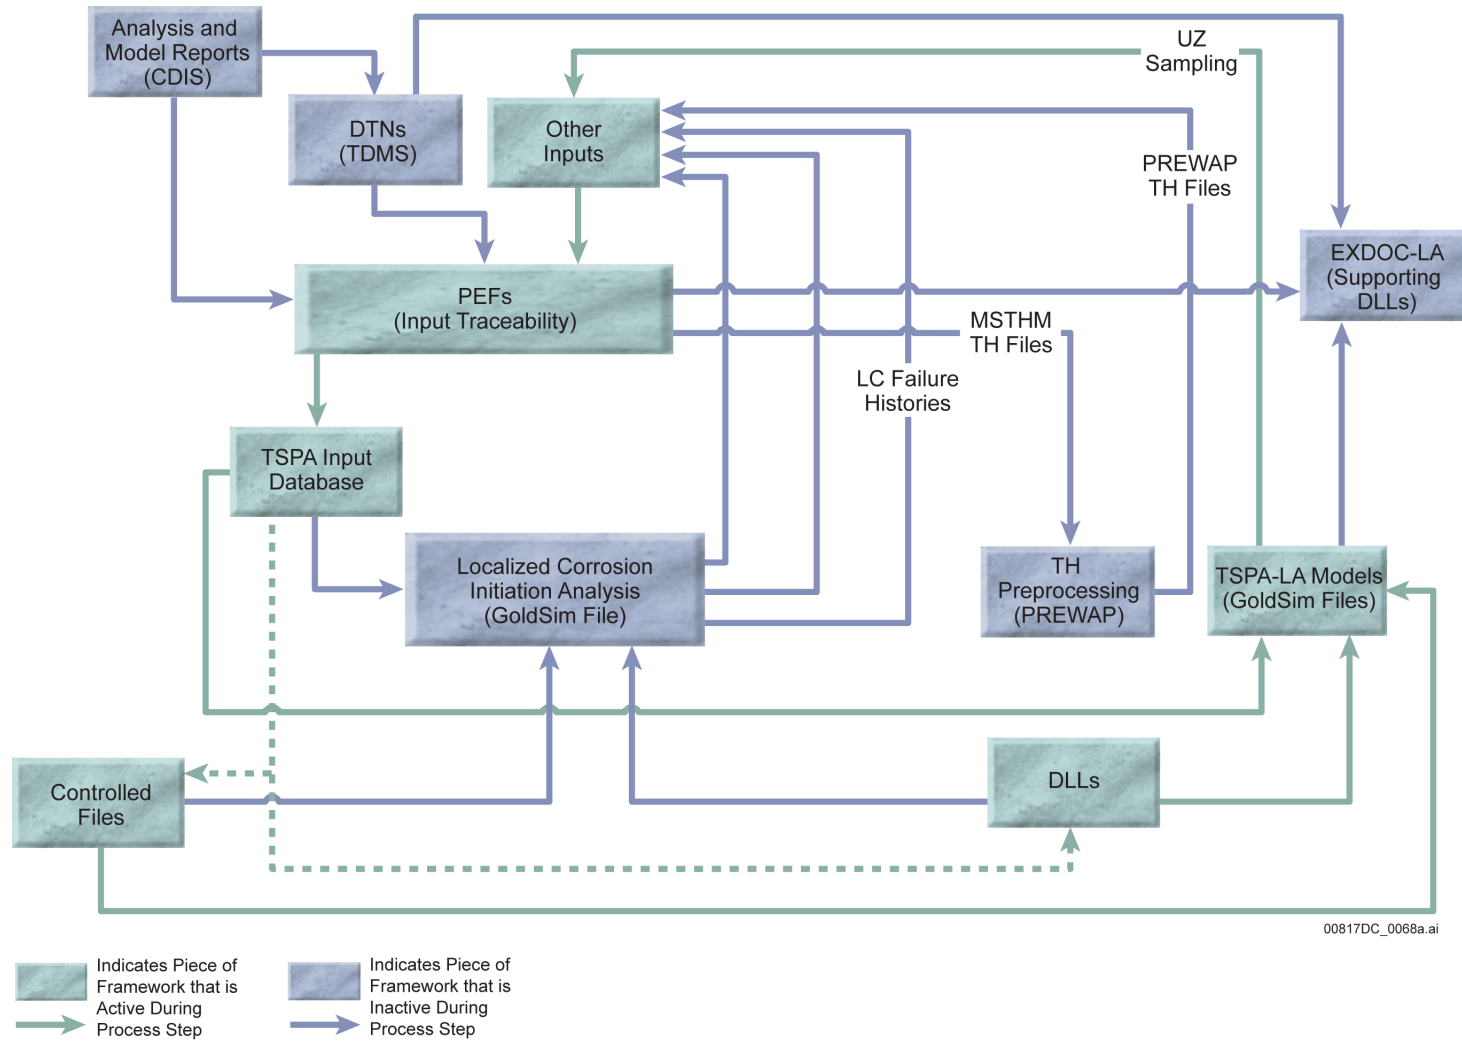 Analysis and
Model Reports
(CDIS)
UZ
Sampling
DTNs
(TDMS)
Other
Inputs
PREWAP
TH Files
EXDOC-LA
(Supporting
DLLs)
PEFs
(Input Traceability)
MSTHM
TH Files
LC Failure
Histories
TSPA Input
Database
Localized Corrosion
Initiation Analysis
(GoldSim File)
TH
Preprocessing
(PREWAP)
TSPA-LA Models
(GoldSim Files)
Controlled
Files
DLLs
00817DC_0068a.ai
Indicates Piece of
Framework that is
Active During
Process Step
Indicates Piece of
Framework that is
Inactive During
Process Step